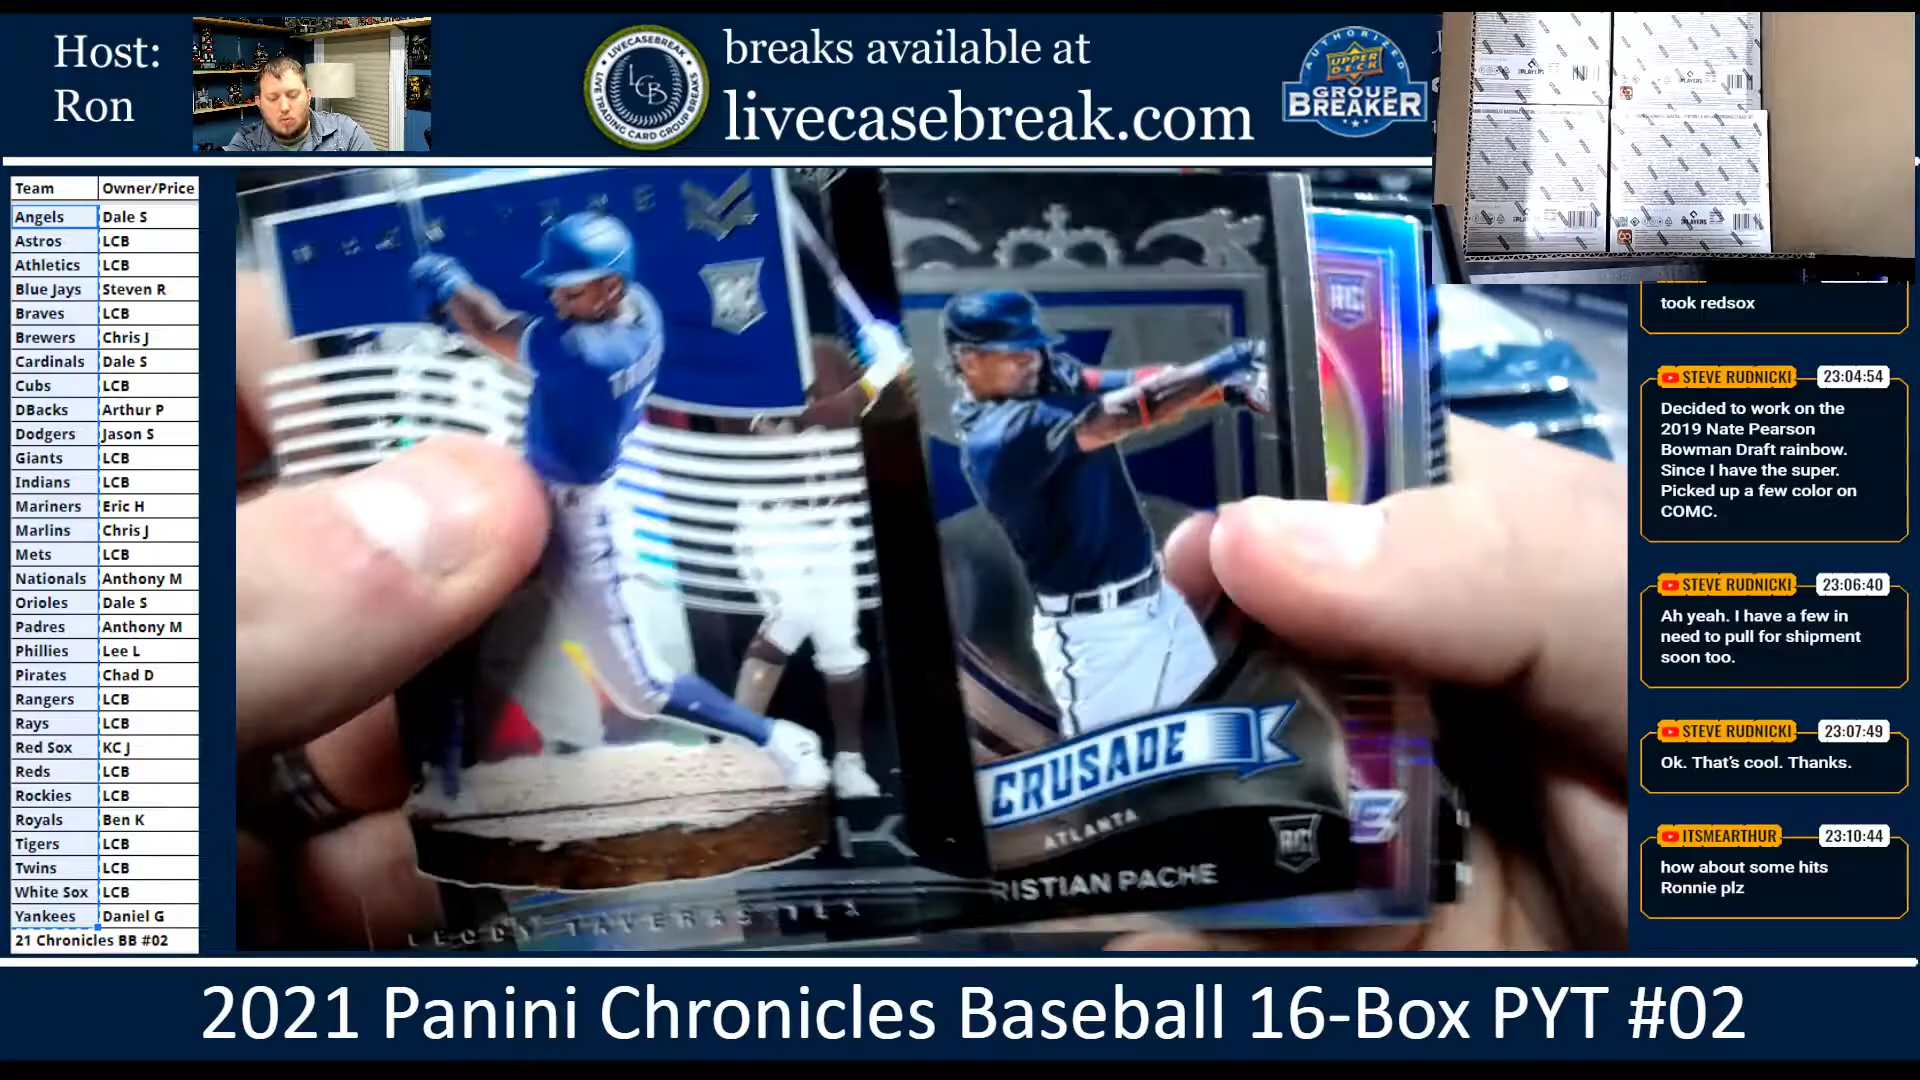 Host:
Ron
LIVECASEBREAK
LCB
LIVE TRADING CARD GROUP BREAKS
breaks available at
livecasebreak.com
AUTHORIZED
UPPER DECK
GROUP
BREAKER
Team Owner/Price
Angels Dale S
Astros LCB
Athletics LCB
Blue Jays Steven R
Braves LCB
Brewers Chris J
Cardinals Dale S
Cubs LCB
DBacks Arthur P
Dodgers Jason S
Giants LCB
Indians LCB
Mariners Eric H
Marlins Chris J
Mets LCB
Nationals Anthony M
Orioles Dale S
Padres Anthony M
Phillies Lee L
Pirates Chad D
Rangers LCB
Rays LCB
Red Sox KC J
Reds LCB
Rockies LCB
Royals Ben K
Tigers LCB
Twins LCB
White Sox LCB
Yankees Daniel G
21 Chronicles BB #02
RC
LEODY TAVERAS TEX
CRUSADE
ATLANTA
RC
RISTIAN PACHE
RC
took redsox
STEVE RUDNICKI 23:04:54
Decided to work on the
2019 Nate Pearson
Bowman Draft rainbow.
Since I have the super.
Picked up a few color on
COMC.
STEVE RUDNICKI 23:06:40
Ah yeah. I have a few in
need to pull for shipment
soon too.
STEVE RUDNICKI 23:07:49
Ok. That's cool. Thanks.
ITSMEARTHUR 23:10:44
how about some hits
Ronnie plz
2021 Panini Chronicles Baseball 16-Box PYT #02